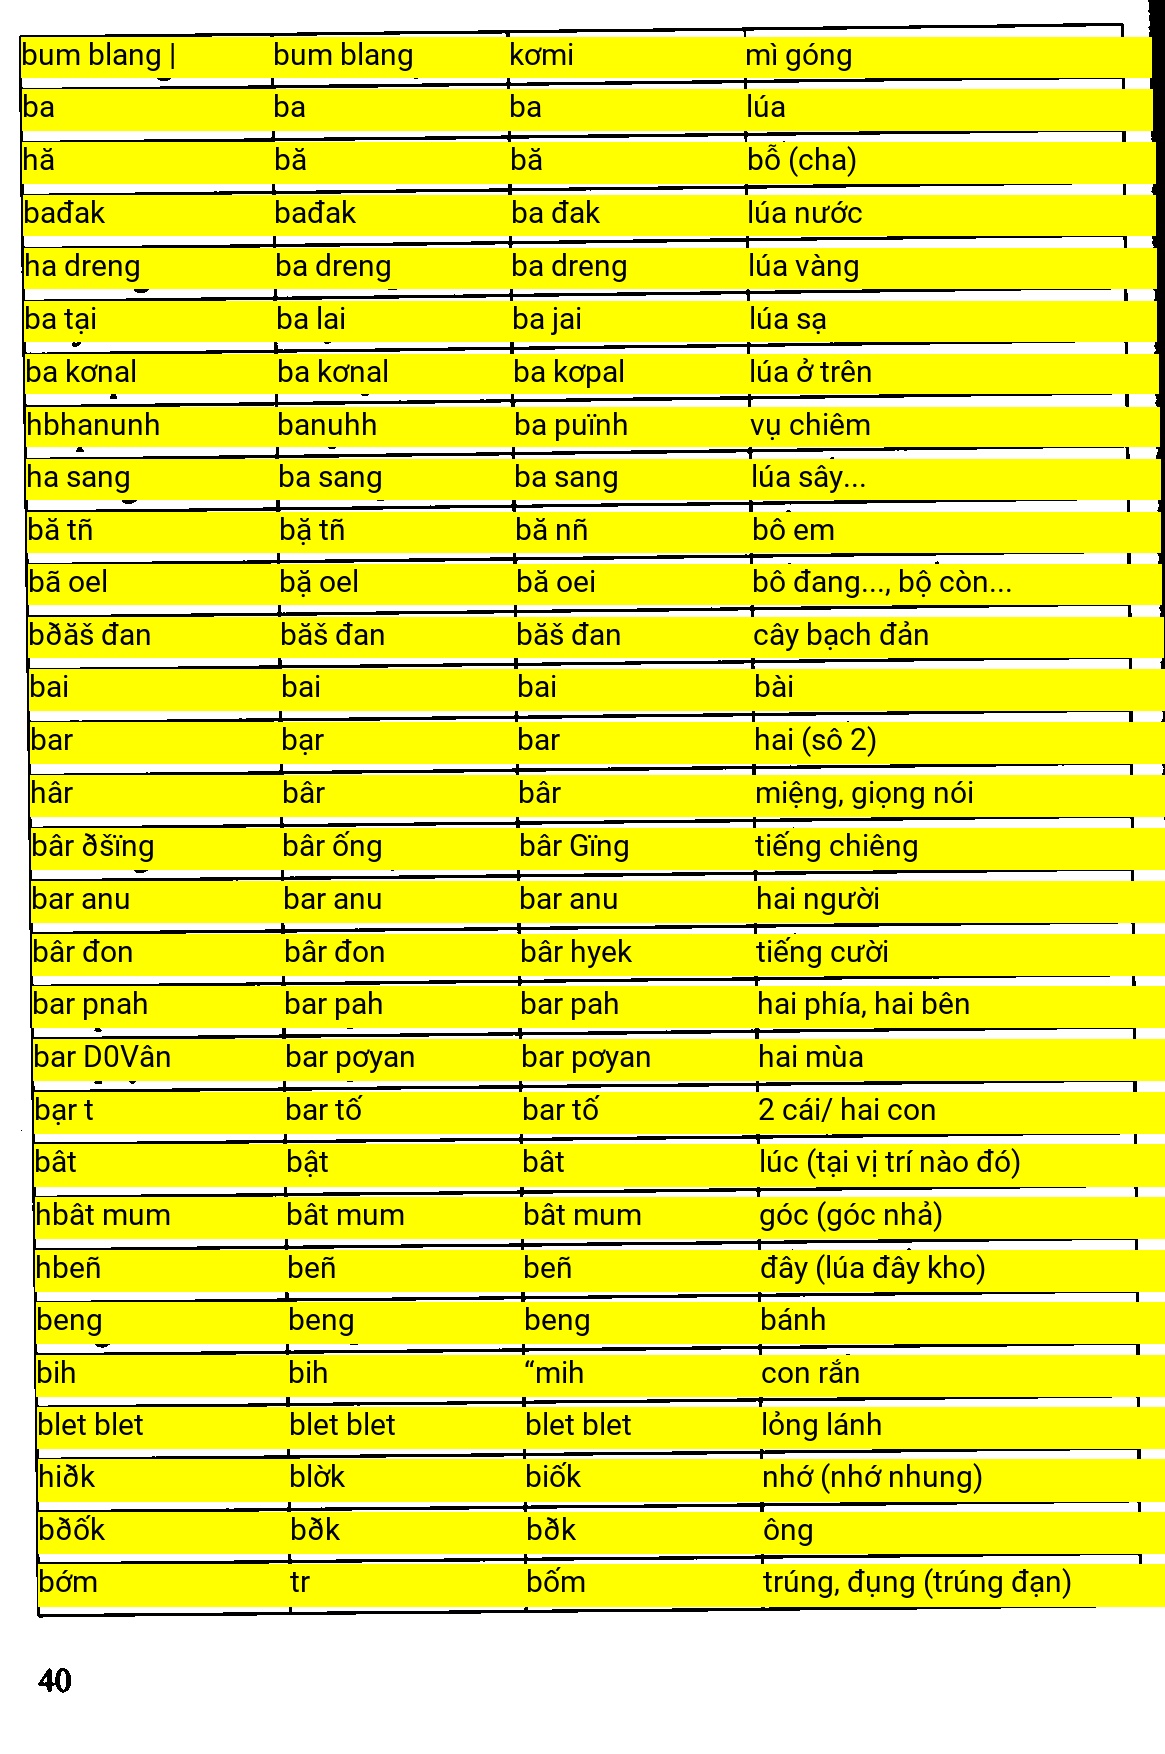 bum blang | bum blang kơmi mì góng
ba ba ba lúa
hă bă bă bỗ (cha)
bađak bađak ba đak lúa nước
ha dreng ba dreng ba dreng lúa vàng
ba tại ba lai ba jai lúa sạ
ba kơnal ba kơnal ba kơpal lúa ở trên
hbhanunh banuhh ba puïnh vụ chiêm
ha sang ba sang ba sang lúa sây...
bă tñ bặ tñ bă nñ bô em
bã oel bặ oel bă oei bô đang..., bộ còn...
bðăš đan băš đan băš đan cây bạch đản
bai bai bai bài
bar bạr bar hai (sô 2)
hâr bâr bâr miệng, giọng nói
bâr ðšïng bâr ống bâr Gïng tiếng chiêng
bar anu bar anu bar anu hai người
bâr đon bâr đon bâr hyek tiếng cười
bar pnah bar pah bar pah hai phía, hai bên
bar D0Vân bar pơyan bar pơyan hai mùa
bạr t bar tố bar tố 2 cái/ hai con
bât bật bât lúc (tại vị trí nào đó)
hbât mum bât mum bât mum góc (góc nhả)
hbeñ beñ beñ đây (lúa đây kho)
beng beng beng bánh
bih bih “mih con rắn
blet blet blet blet blet blet lỏng lánh
hiðk blờk biốk nhớ (nhớ nhung)
bðốk bðk bðk ông
bớm tr bốm trúng, đụng (trúng đạn)
40